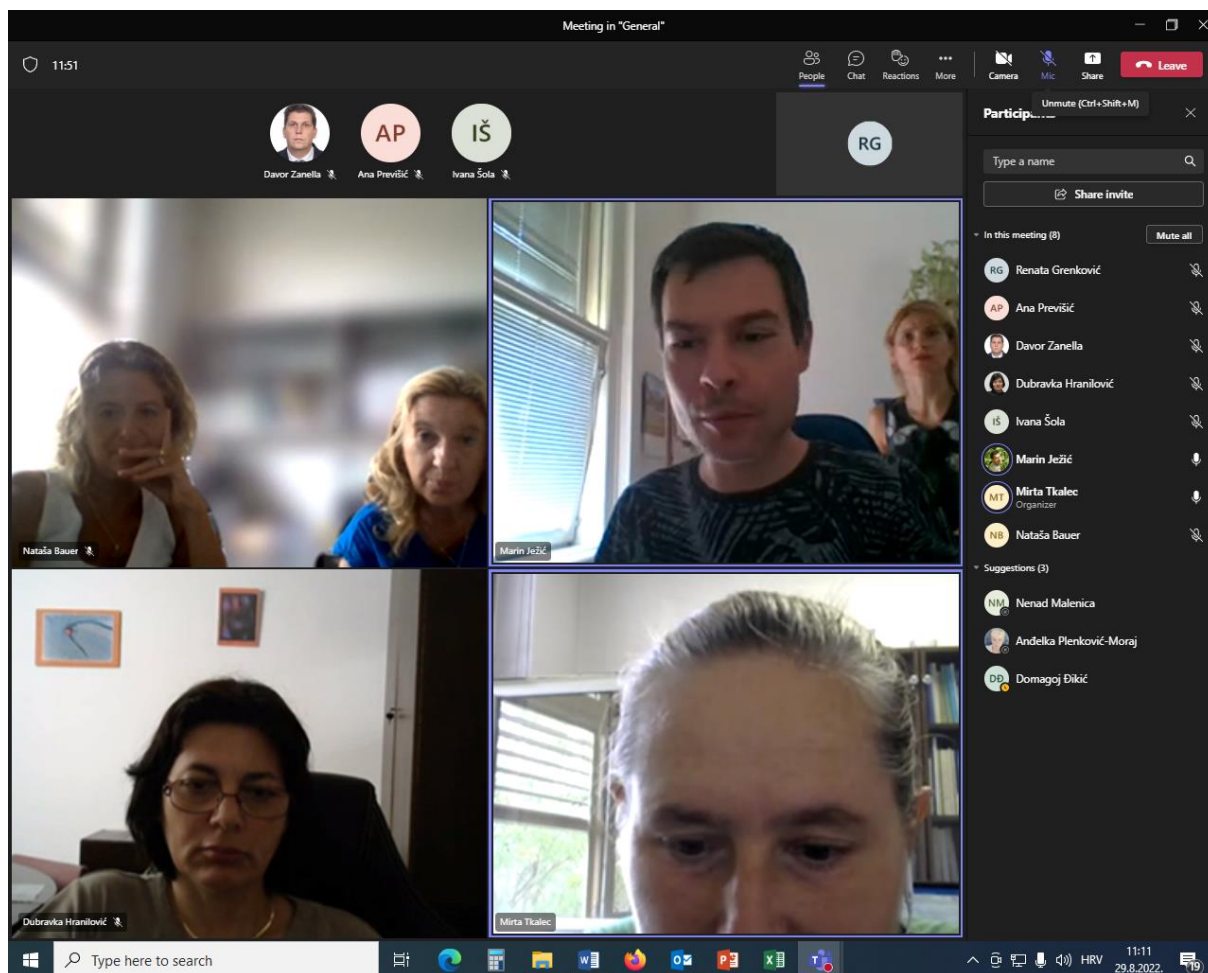 Meeting in "General"
11:51
People
Chat
Reactions
More
Camera
Mic
Share
Leave
Unmute (Ctrl+Shift+M)
AP
IŠ
RG
Davor Zanella
Ana Previšić
Ivana Šola
Type a name
Share invite
In this meeting (8)
Mute all
RG Renata Grenković
AP Ana Previšić
Davor Zanella
Dubravka Hranilović
IŠ Ivana Šola
Marin Ježić
MT Mirta Tkalec
Organizer
NB Nataša Bauer
Suggestions (3)
NM Nenad Malenica
Anđelka Plenković-Moraj
DĐ Domagoj Đikić
Nataša Bauer
Marin Ježić
Dubravka Hranilović
Mirta Tkalec
Type here to search
HRV
11:11
29.8.2022.
19